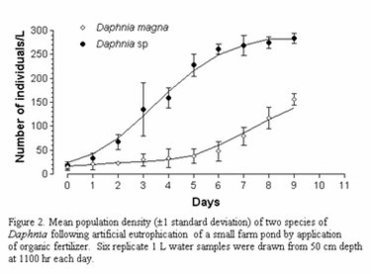 300
250
200
150
100
50
0
Number of individuals/L
Daphnia magna
Daphnia sp
0 1 2 3 4 5 6 7 8 9 10 11
Days
Figure 2. Mean population density (±1 standard deviation) of two species of
Daphnia following artificial eutrophication of a small farm pond by application
of organic fertilizer. Six replicate 1 L water samples were drawn from 50 cm depth
at 1100 hr each day.